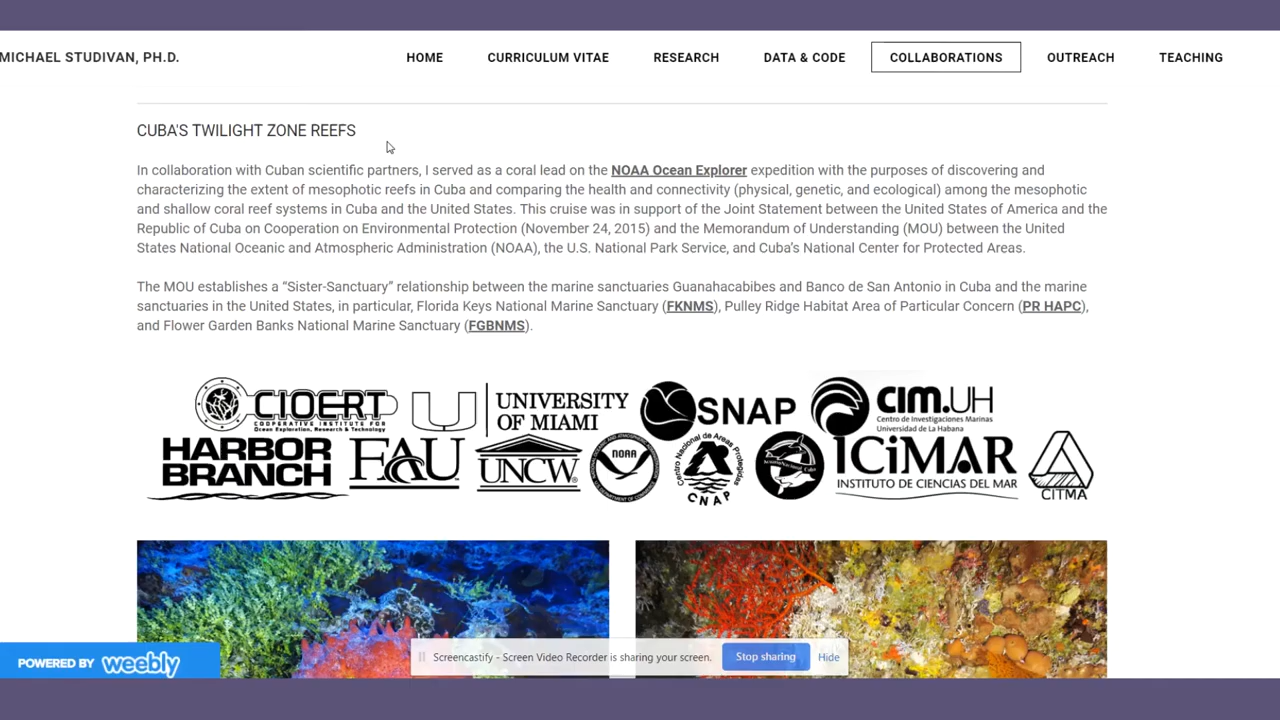 MICHAEL STUDIVAN, PH.D.
HOME CURRICULUM VITAE RESEARCH DATA & CODE COLLABORATIONS OUTREACH TEACHING
CUBA'S TWILIGHT ZONE REEFS
In collaboration with Cuban scientific partners, I served as a coral lead on the NOAA Ocean Explorer expedition with the purposes of discovering and
characterizing the extent of mesophotic reefs in Cuba and comparing the health and connectivity (physical, genetic, and ecological) among the mesophotic
and shallow coral reef systems in Cuba and the United States. This cruise was in support of the Joint Statement between the United States of America and the
Republic of Cuba on Cooperation on Environmental Protection (November 24, 2015) and the Memorandum of Understanding (MOU) between the United
States National Oceanic and Atmospheric Administration (NOAA), the U.S. National Park Service, and Cuba’s National Center for Protected Areas.
The MOU establishes a “Sister-Sanctuary” relationship between the marine sanctuaries Guanahacabibes and Banco de San Antonio in Cuba and the marine
sanctuaries in the United States, in particular, Florida Keys National Marine Sanctuary (FKNMS), Pulley Ridge Habitat Area of Particular Concern (PR HAPC),
and Flower Garden Banks National Marine Sanctuary (FGBNMS).
CIOERT
COOPERATIVE INSTITUTE FOR
Ocean Exploration, Research & Technology
U
UNIVERSITY
OF MIAMI
SNAP
CIM.UH
Centro de Investigaciones Marinas
Universidad de La Habana
HARBOR
BRANCH
FAU
UNCW
NOAA
Centro Nacional de Areas Protegidas
CNAP
ICiMAR
INSTITUTO DE CIENCIAS DEL MAR
CITMA
POWERED BY weebly
Screencastify - Screen Video Recorder is sharing your screen. Stop sharing Hide